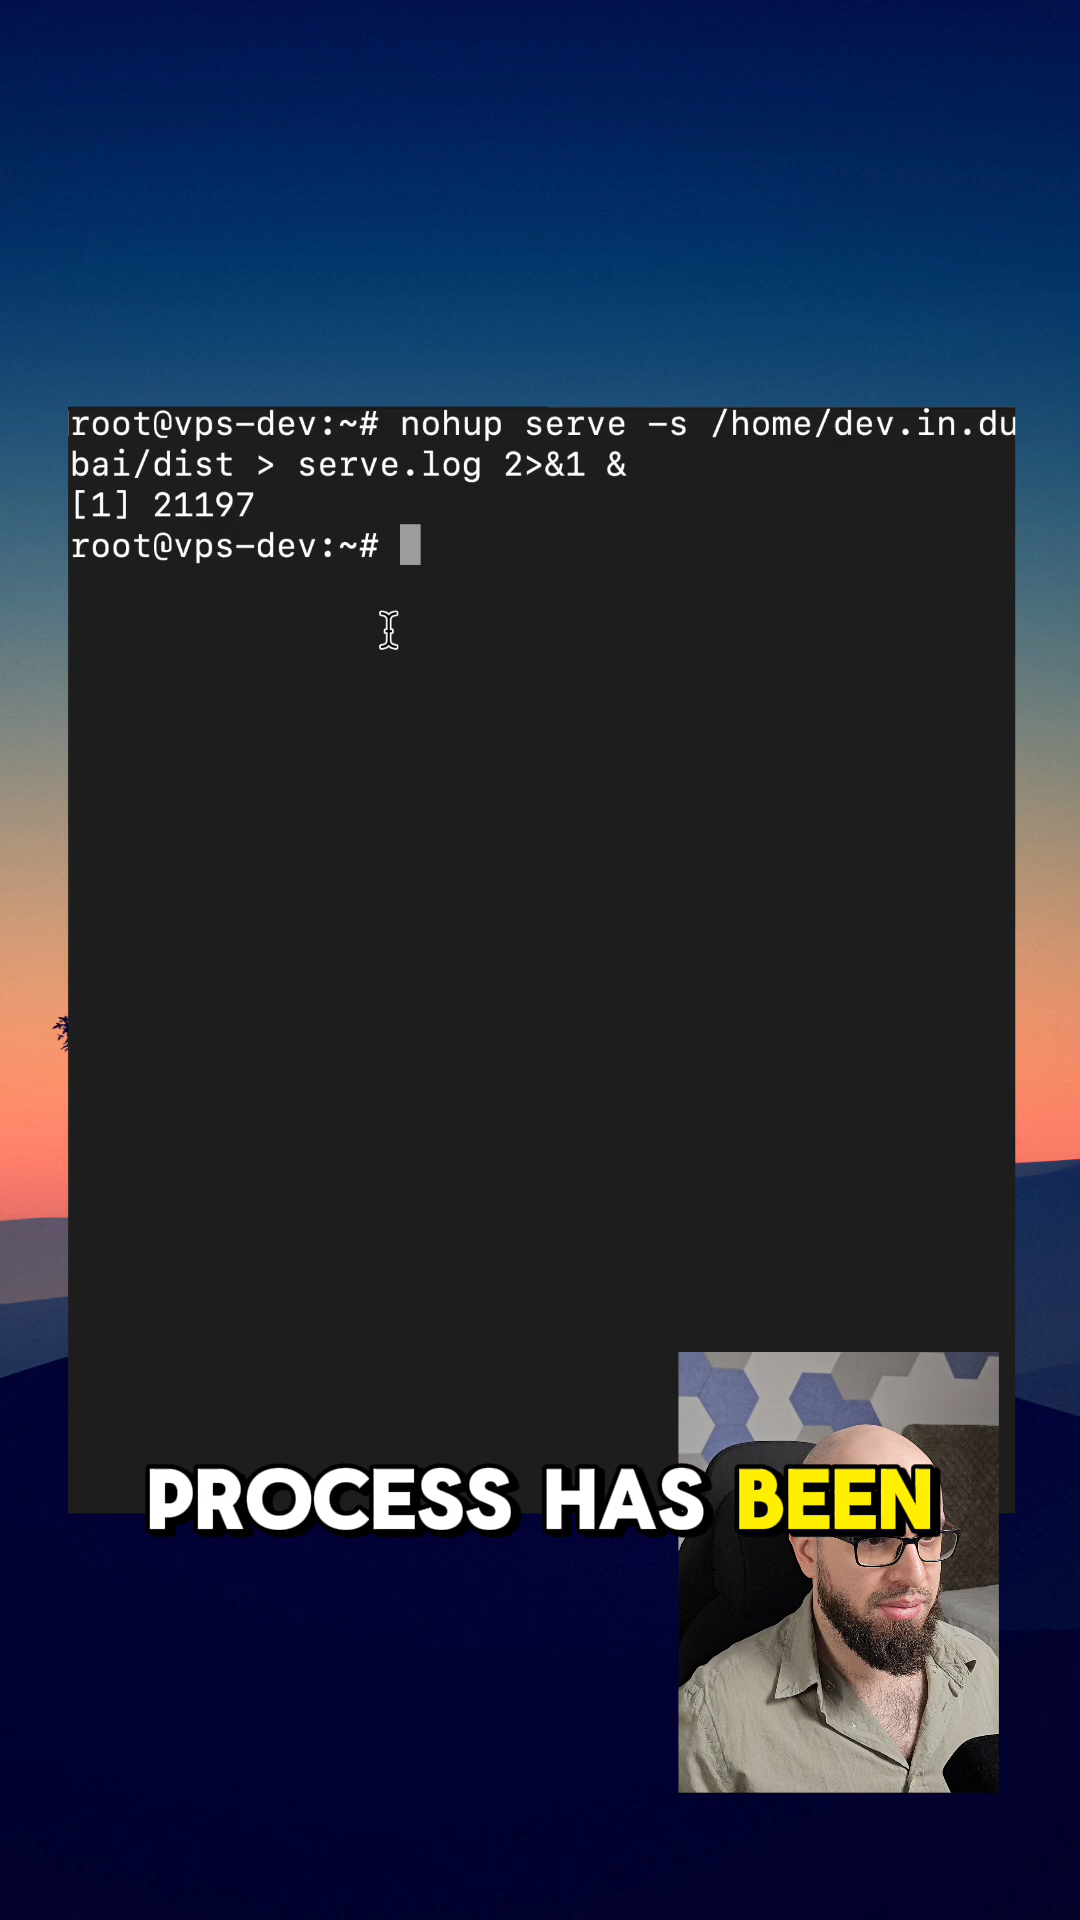 root@vps-dev:~# nohup serve -s /home/dev.in.du
bai/dist > serve.log 2>&1 &
[1] 21197
root@vps-dev:~#
PROCESS HAS BEEN